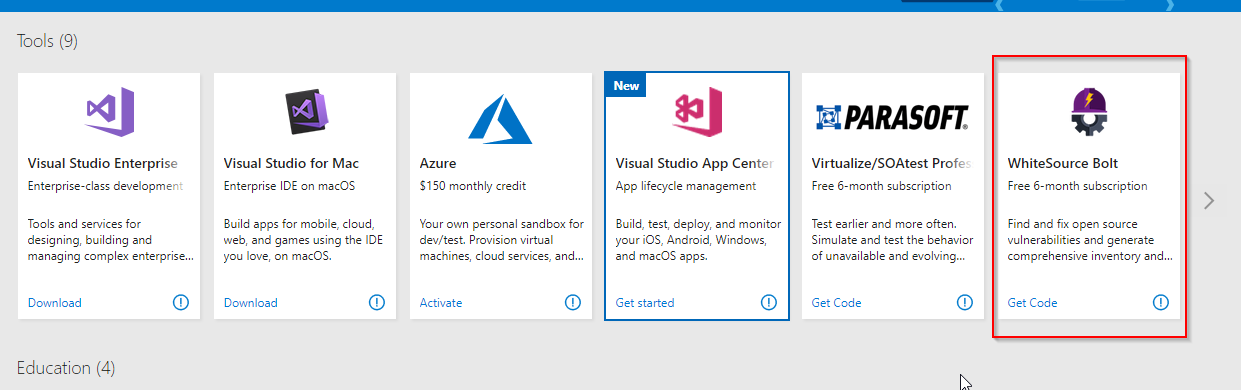 Tools (9)
New
PARASOFT.
Visual Studio Enterprise
Enterprise-class development
Tools and services for
designing, building and
managing complex enterprise...
Download
Visual Studio for Mac
Enterprise IDE on macOS
Build apps for mobile, cloud,
web, and games using the IDE
you love, on macOS.
Download
Azure
$150 monthly credit
Your own personal sandbox for
dev/test. Provision virtual
machines, cloud services, and...
Activate
Visual Studio App Center
App lifecycle management
Build, test, deploy, and monitor
your iOS, Android, Windows,
and macOS apps.
Get started
Virtualize/SOAtest Profes
Free 6-month subscription
Test earlier and more often.
Simulate and test the behavior
of unavailable and evolving...
Get Code
WhiteSource Bolt
Free 6-month subscription
Find and fix open source
vulnerabilities and generate
comprehensive inventory and...
Get Code
Education (4)